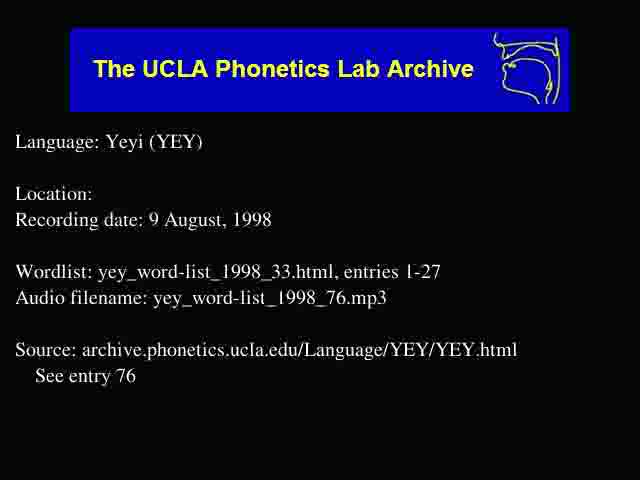 The UCLA Phonetics Lab Archive
Language: Yeyi (YEY)
Location:
Recording date: 9 August, 1998
Wordlist: yey_word-list_1998_33.html, entries 1-27
Audio filename: yey_word-list_1998_76.mp3
Source: archive.phonetics.ucla.edu/Language/YEY/YEY.html
See entry 76